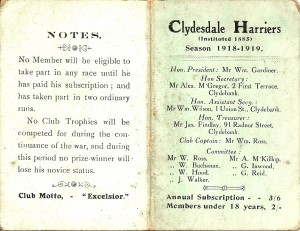 NOTES.
No Member will be eligible to
take part in any race until he
has paid his subscription; and
has taken part in two ordinary
runs.
No Club Trophies will be
competed for during the con-
tinuance of the war, and during
this period no prize-winner will
lose his novice status.
Club Motto, - "Excelsior."
Clydesdale Harriers
(Instituted 1885)
Season 1918-1919.
Hon. President: Mr Wm. Gardiner.
Hon Secretary:
Mr Alex. M'Gregor, 2 First Terrace,
Clydebank.
Hon. Assistant Secy.:
Mr Wm. Wilson, 1 Union St., Clydebank.
Hon. Treasurer:
Mr Jas. Findlay, 91 Radnor Street,
Clydebank.
Club Captain: Mr Wm. Ross.
Committee:
Mr W. Ross, Mr A. M'Killop,
,, W. Buchanan. ,, G.
,, W. Hood. ,, G. Reid.
,, J. Walker.
Annual Subscription - 3/6
Members under 18 years, 2/-